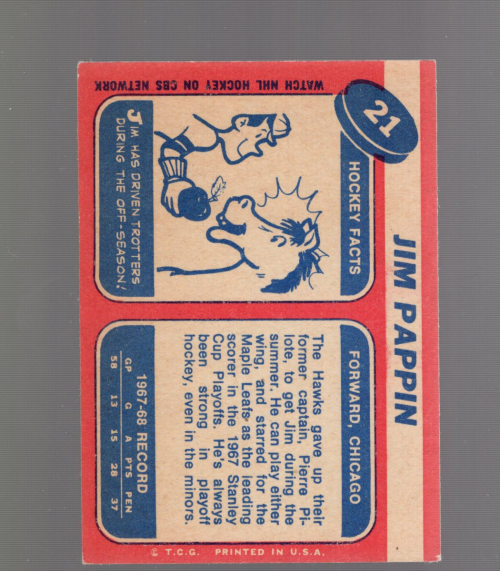 21
JIM PAPPIN
HOCKEY FACTS
JIM HAS DRIVEN TROTTERS
DURING THE OFF-SEASON!
FORWARD, CHICAGO
The Hawks gave up their
former captain, Pierre Pi-
lote, to get Jim during the
summer. He can play either
wing, and starred for the
Maple Leafs as the leading
scorer in the 1967 Stanley
Cup Playoffs. He's always
been strong in playoff
hockey, even in the minors.
1967-68 RECORD
GP G A PTS PEN
58 13 15 28 37
WATCH NHL HOCKEY ON CBS NETWORK
© T.C.G. PRINTED IN U.S.A.